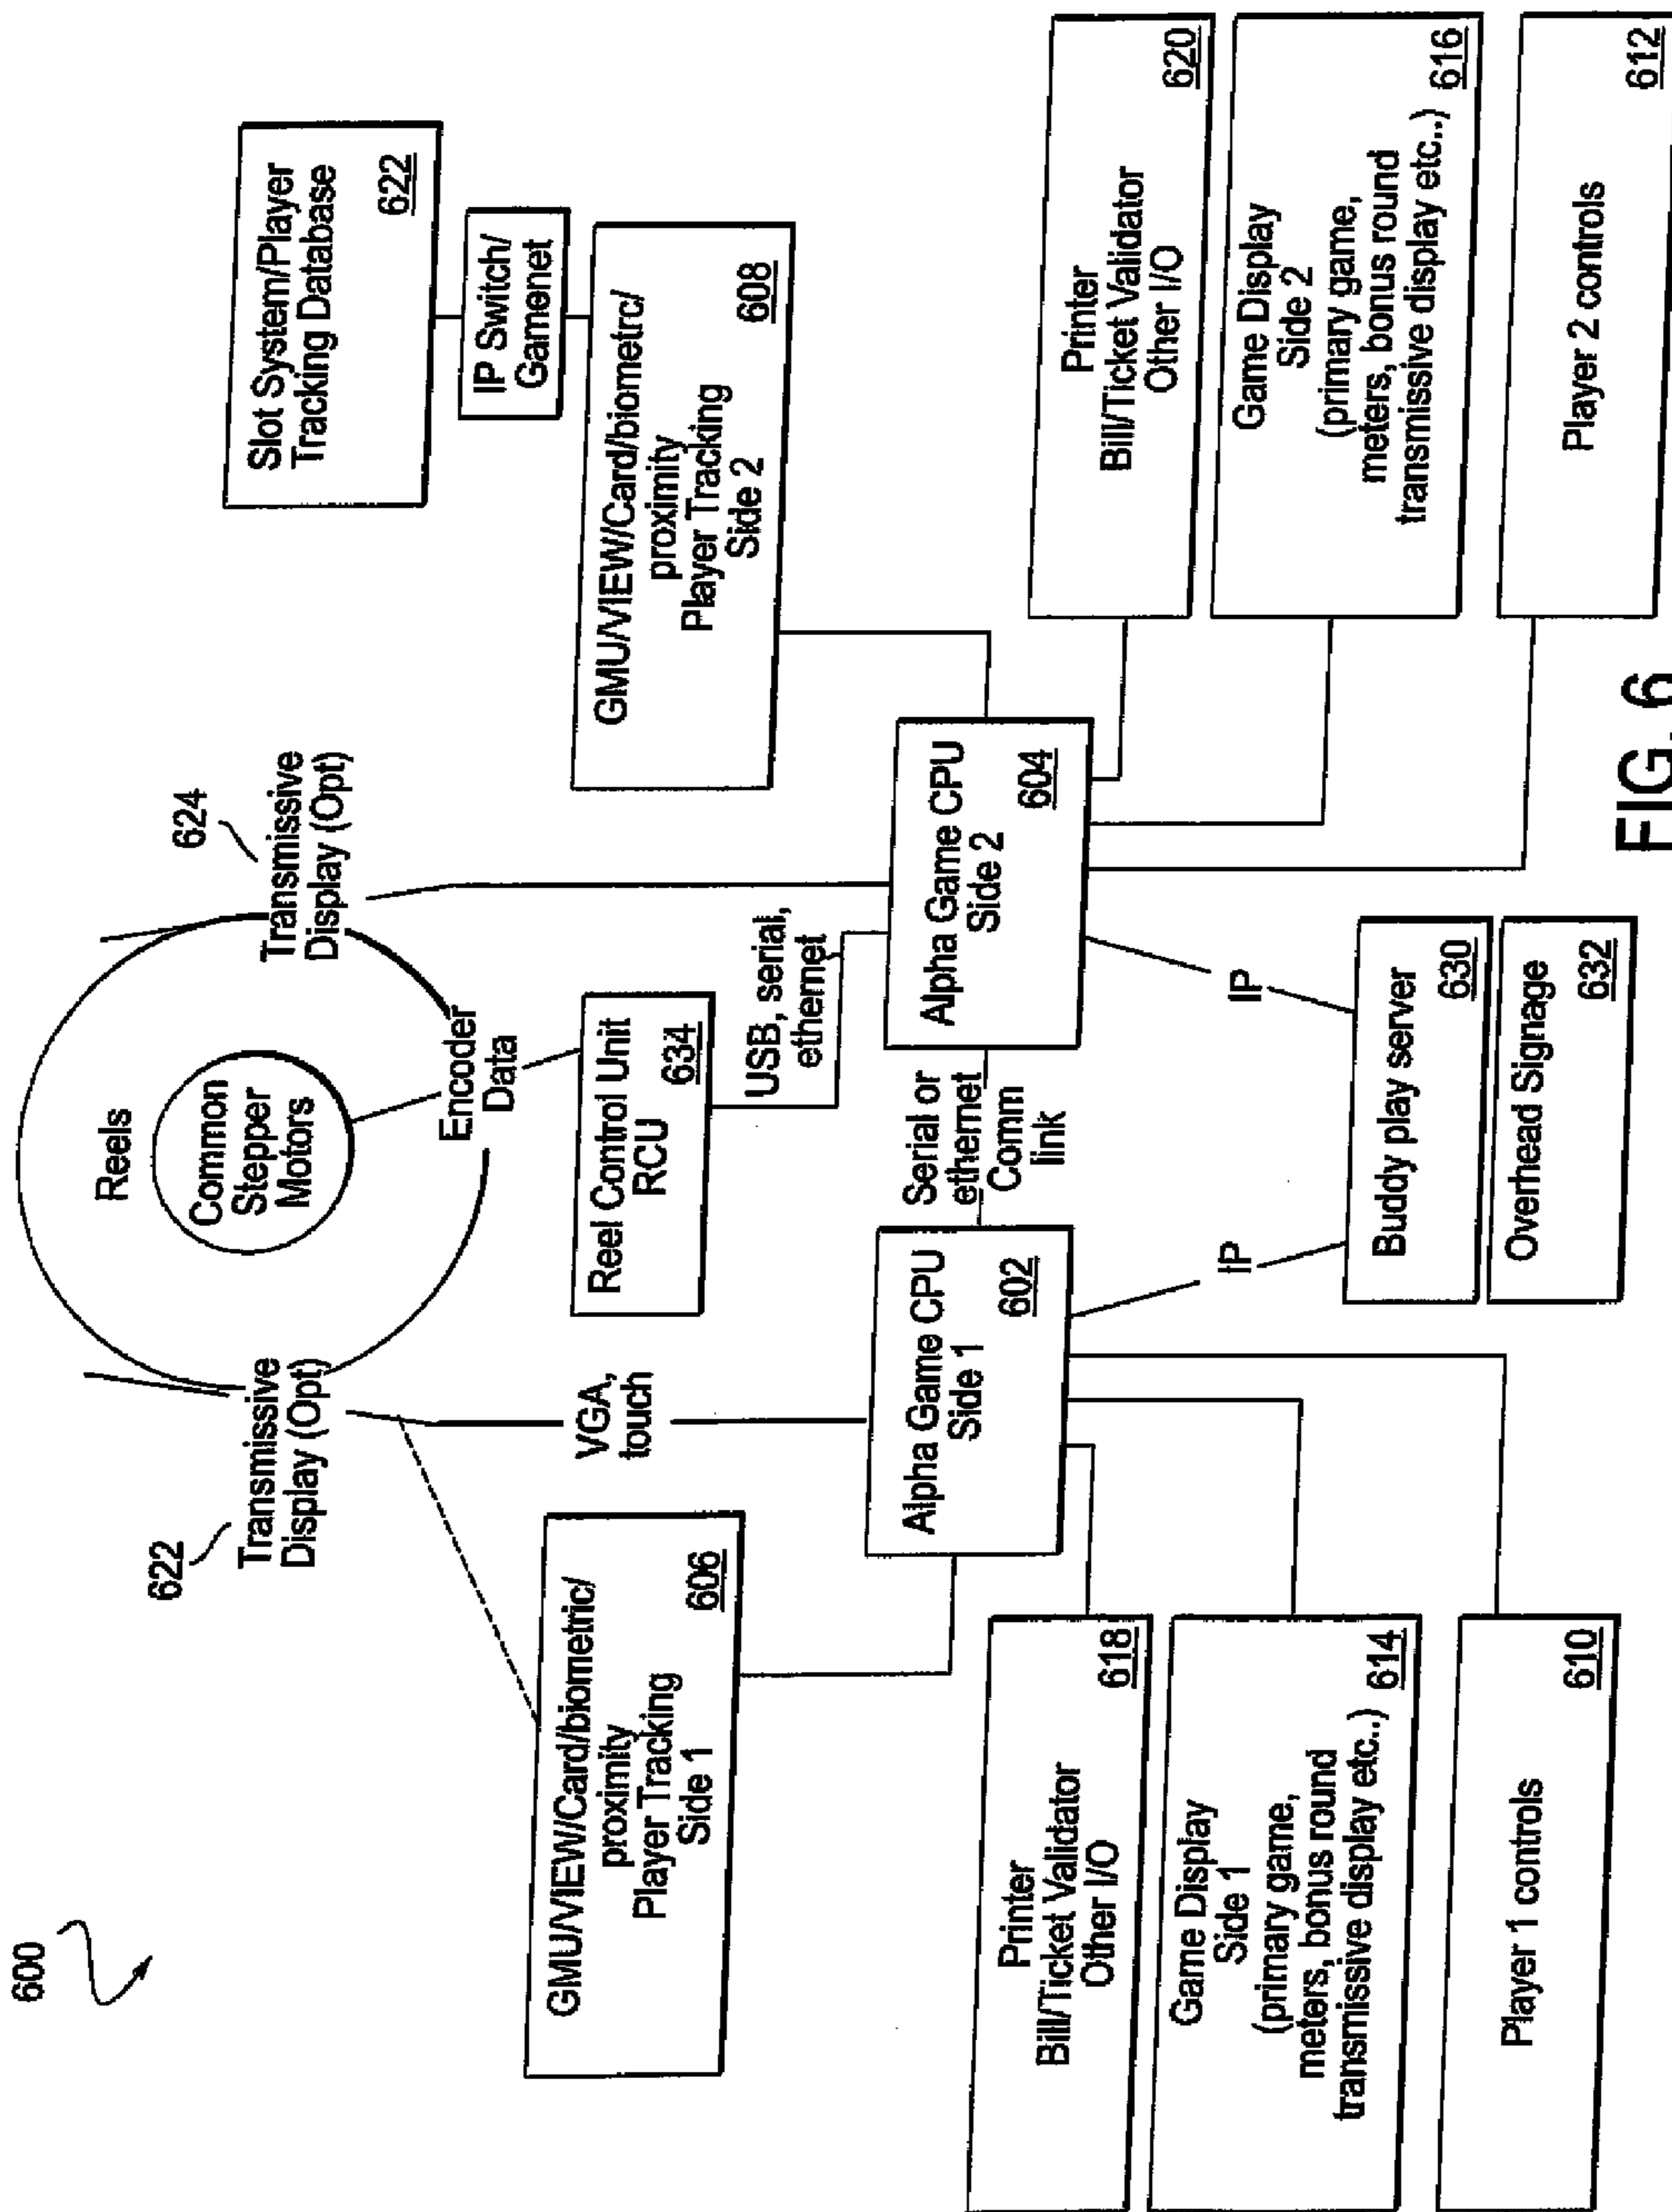 600
622
Transmissive
Display (Opt)
Reels
Common
Stepper
Motors
624
Transmissive
Display (Opt)
Encoder
Data
Slot System/Player
Tracking Database
622
IP Switch/
Gamenet
GMU/VIEW/Card/biometric/
proximity
Player Tracking
Side 1
606
VGA,
touch
Reel Control Unit
RCU
634
USB, serial,
ethernet
GMU/VIEW/Card/biometrc/
proximity
Player Tracking
Side 2
608
Alpha Game CPU
Side 1
602
Serial or
ethernet
Comm
link
Alpha Game CPU
Side 2
604
Printer
Bill/Ticket Validator
Other I/O
618
Game Display
Side 1
(primary game,
meters, bonus round
transmissive display etc..)
614
Player 1 controls
610
IP
IP
Buddy play server
630
Overhead Signage
632
Printer
Bill/Ticket Validator
Other I/O
620
Game Display
Side 2
(primary game,
meters, bonus round
transmissive display etc..)
616
Player 2 controls
612
FIG. 6